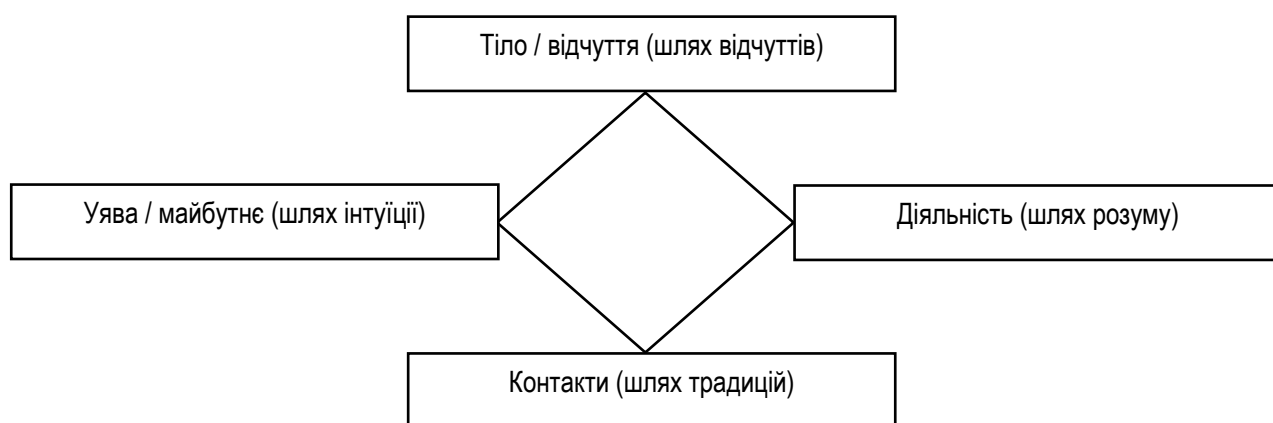 Тіло / відчуття (шлях відчуттів)
Уява / майбутнє (шлях інтуїції)
Діяльність (шлях розуму)
Контакти (шлях традицій)